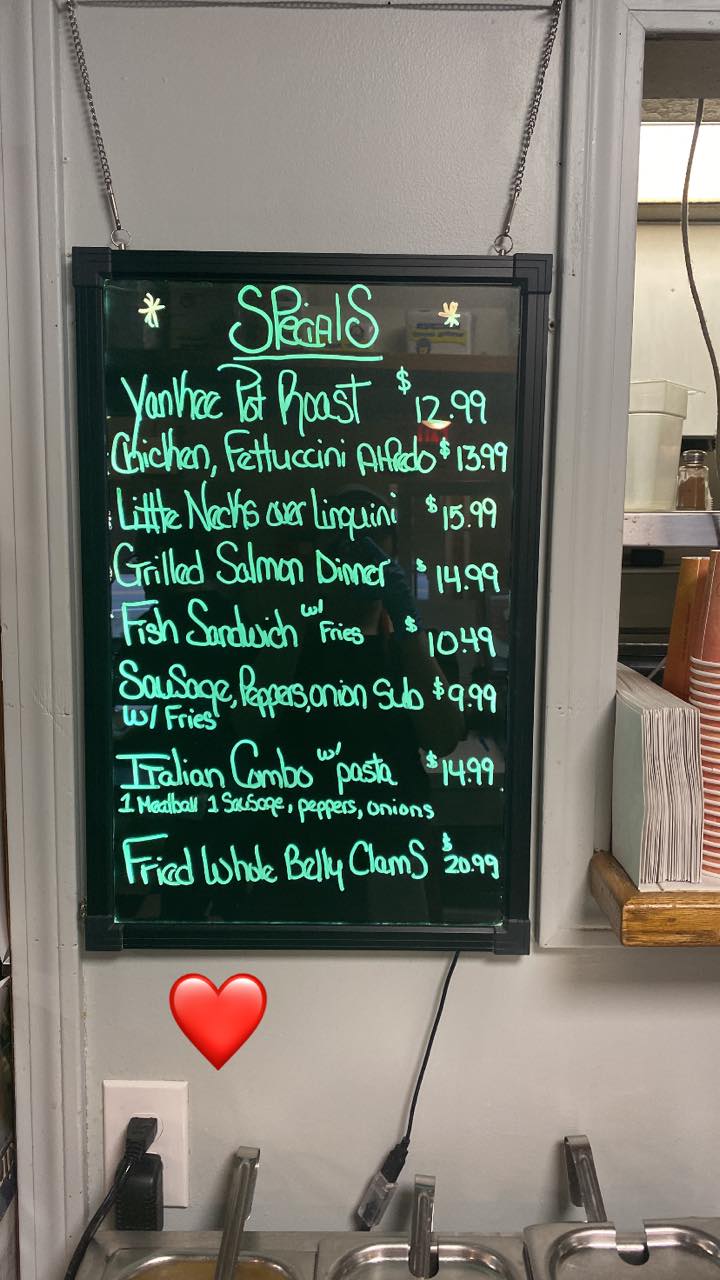 SPecialS
Yankee Pot Roast $12.99
Chicken, Fettuccini Alfredo $13.99
Little Necks over Linguini $15.99
Grilled Salmon Dinner $14.99
Fish Sandwich w/ Fries $10.49
Sausage, Peppers, onion Sub $9.99
w/ Fries
Italian Combo w/ pasta $14.99
1 Meatball 1 Sausage, peppers, onions
Fried Whole Belly Clams $20.99